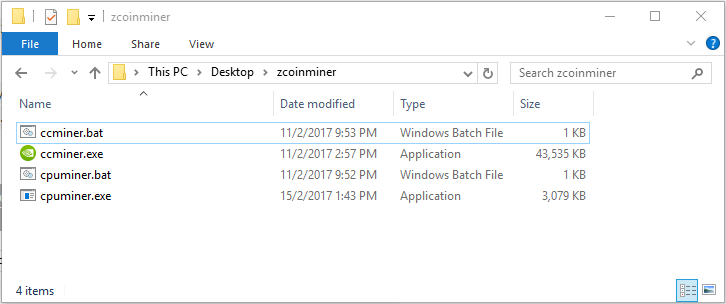 zcoinminer
File Home Share View
This PC Desktop zcoinminer Search zcoinminer
Name Date modified Type Size
ccminer.bat 11/2/2017 9:53 PM Windows Batch File 1 KB
ccminer.exe 11/2/2017 2:57 PM Application 43,535 KB
cpuminer.bat 11/2/2017 9:52 PM Windows Batch File 1 KB
cpuminer.exe 15/2/2017 1:43 PM Application 3,079 KB
4 items